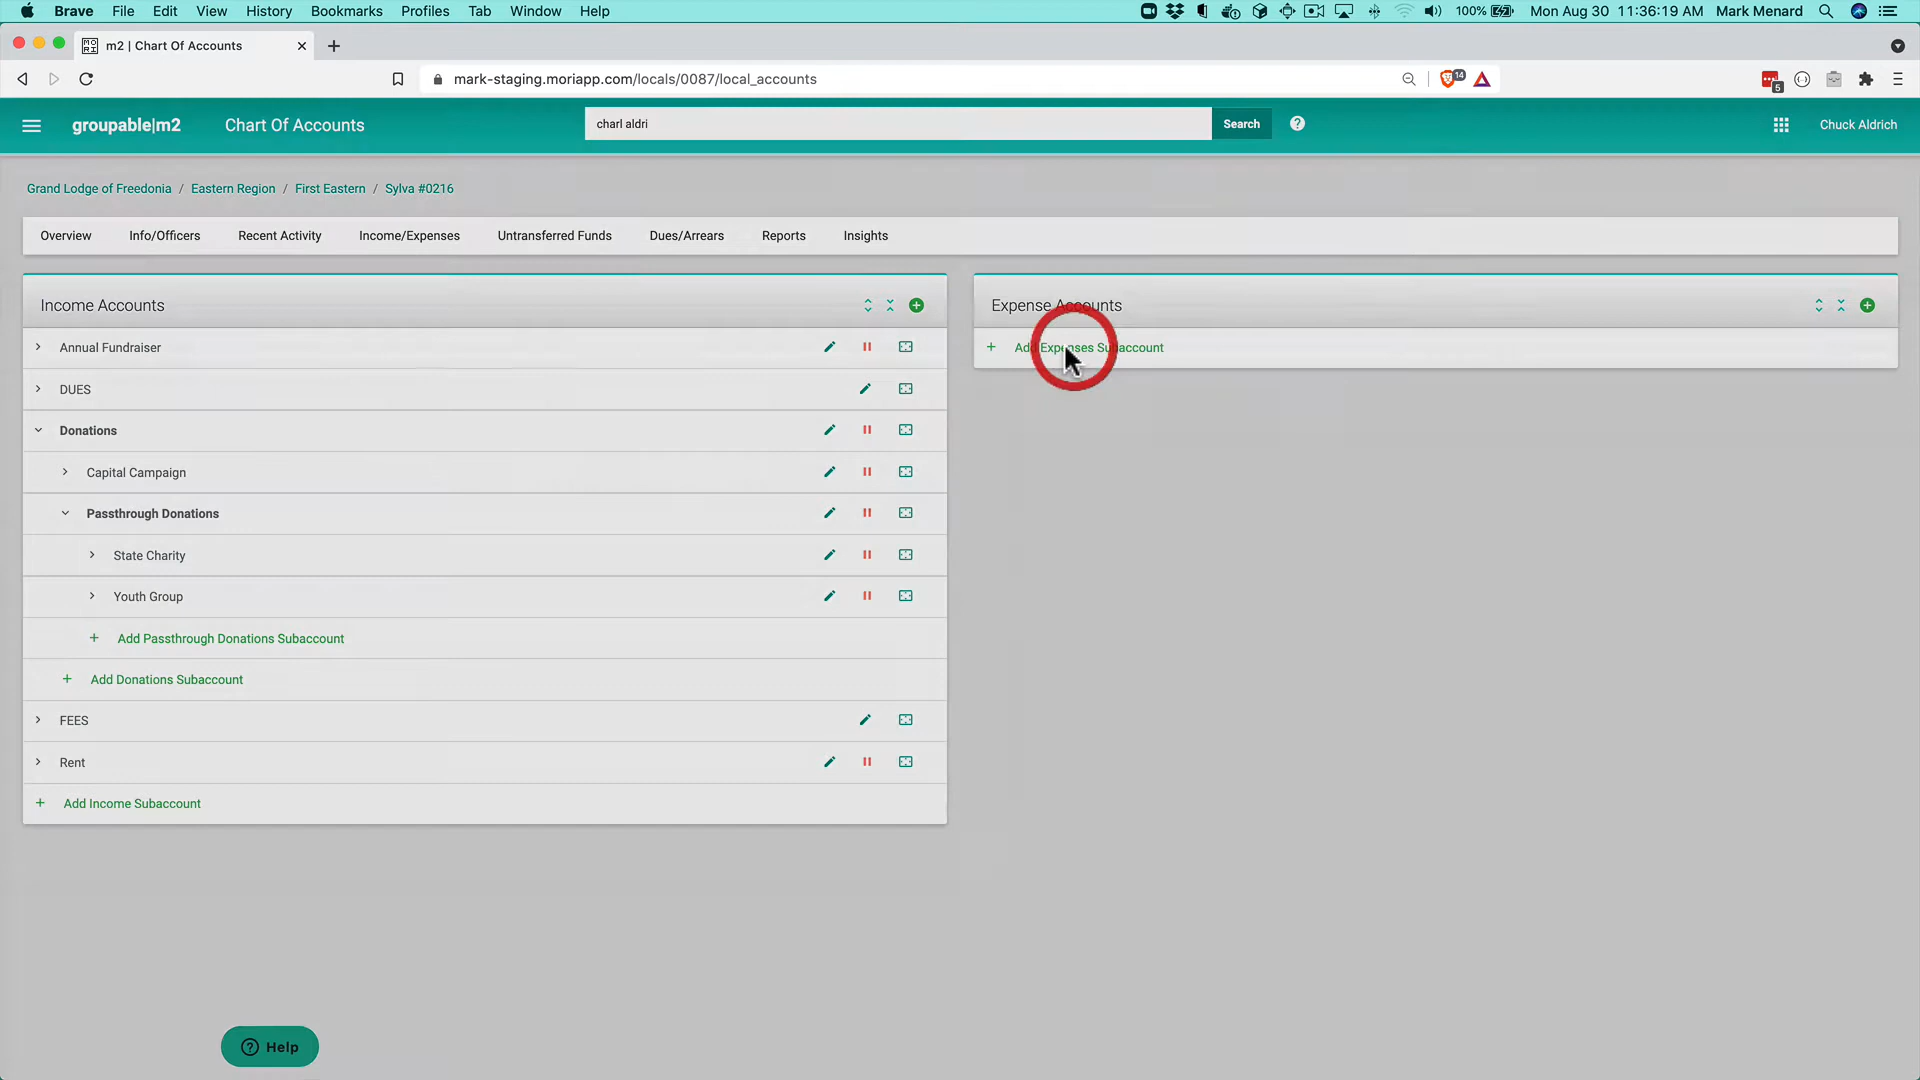 Brave File Edit View History Bookmarks Profiles Tab Window Help 100% Mon Aug 30 11:36:19 AM Mark Menard
m2 | Chart Of Accounts
mark-staging.moriapp.com/locals/0087/local_accounts 14 5
groupable|m2 Chart Of Accounts charl aldri Search Chuck Aldrich
Grand Lodge of Freedonia / Eastern Region / First Eastern / Sylva #0216
Overview Info/Officers Recent Activity Income/Expenses Untransferred Funds Dues/Arrears Reports Insights
Income Accounts
Annual Fundraiser
DUES
Donations
Capital Campaign
Passthrough Donations
State Charity
Youth Group
+ Add Passthrough Donations Subaccount
+ Add Donations Subaccount
FEES
Rent
+ Add Income Subaccount
Expense Accounts
+ Add Expenses Subaccount
? Help